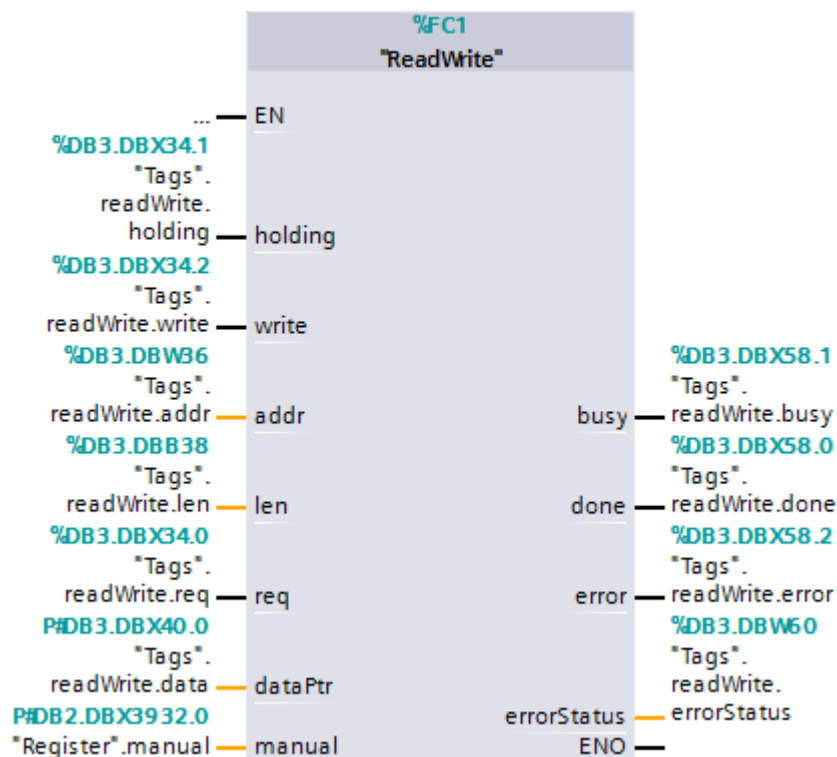 %FC1
"ReadWrite"
... EN
%DB3.DBX34.1
"Tags".
readWrite.
holding holding
%DB3.DBX34.2
"Tags".
readWrite.write write
%DB3.DBW36
"Tags".
readWrite.addr addr
%DB3.DBB38
"Tags".
readWrite.len len
%DB3.DBX34.0
"Tags".
readWrite.req req
P#DB3.DBX40.0
"Tags".
readWrite.data dataPtr
P#DB2.DBX3932.0
"Register".manual manual
%DB3.DBX58.1
"Tags".
busy readWrite.busy
%DB3.DBX58.0
"Tags".
done readWrite.done
%DB3.DBX58.2
"Tags".
error readWrite.error
%DB3.DBW60
"Tags".
readWrite.
errorStatus errorStatus
ENO